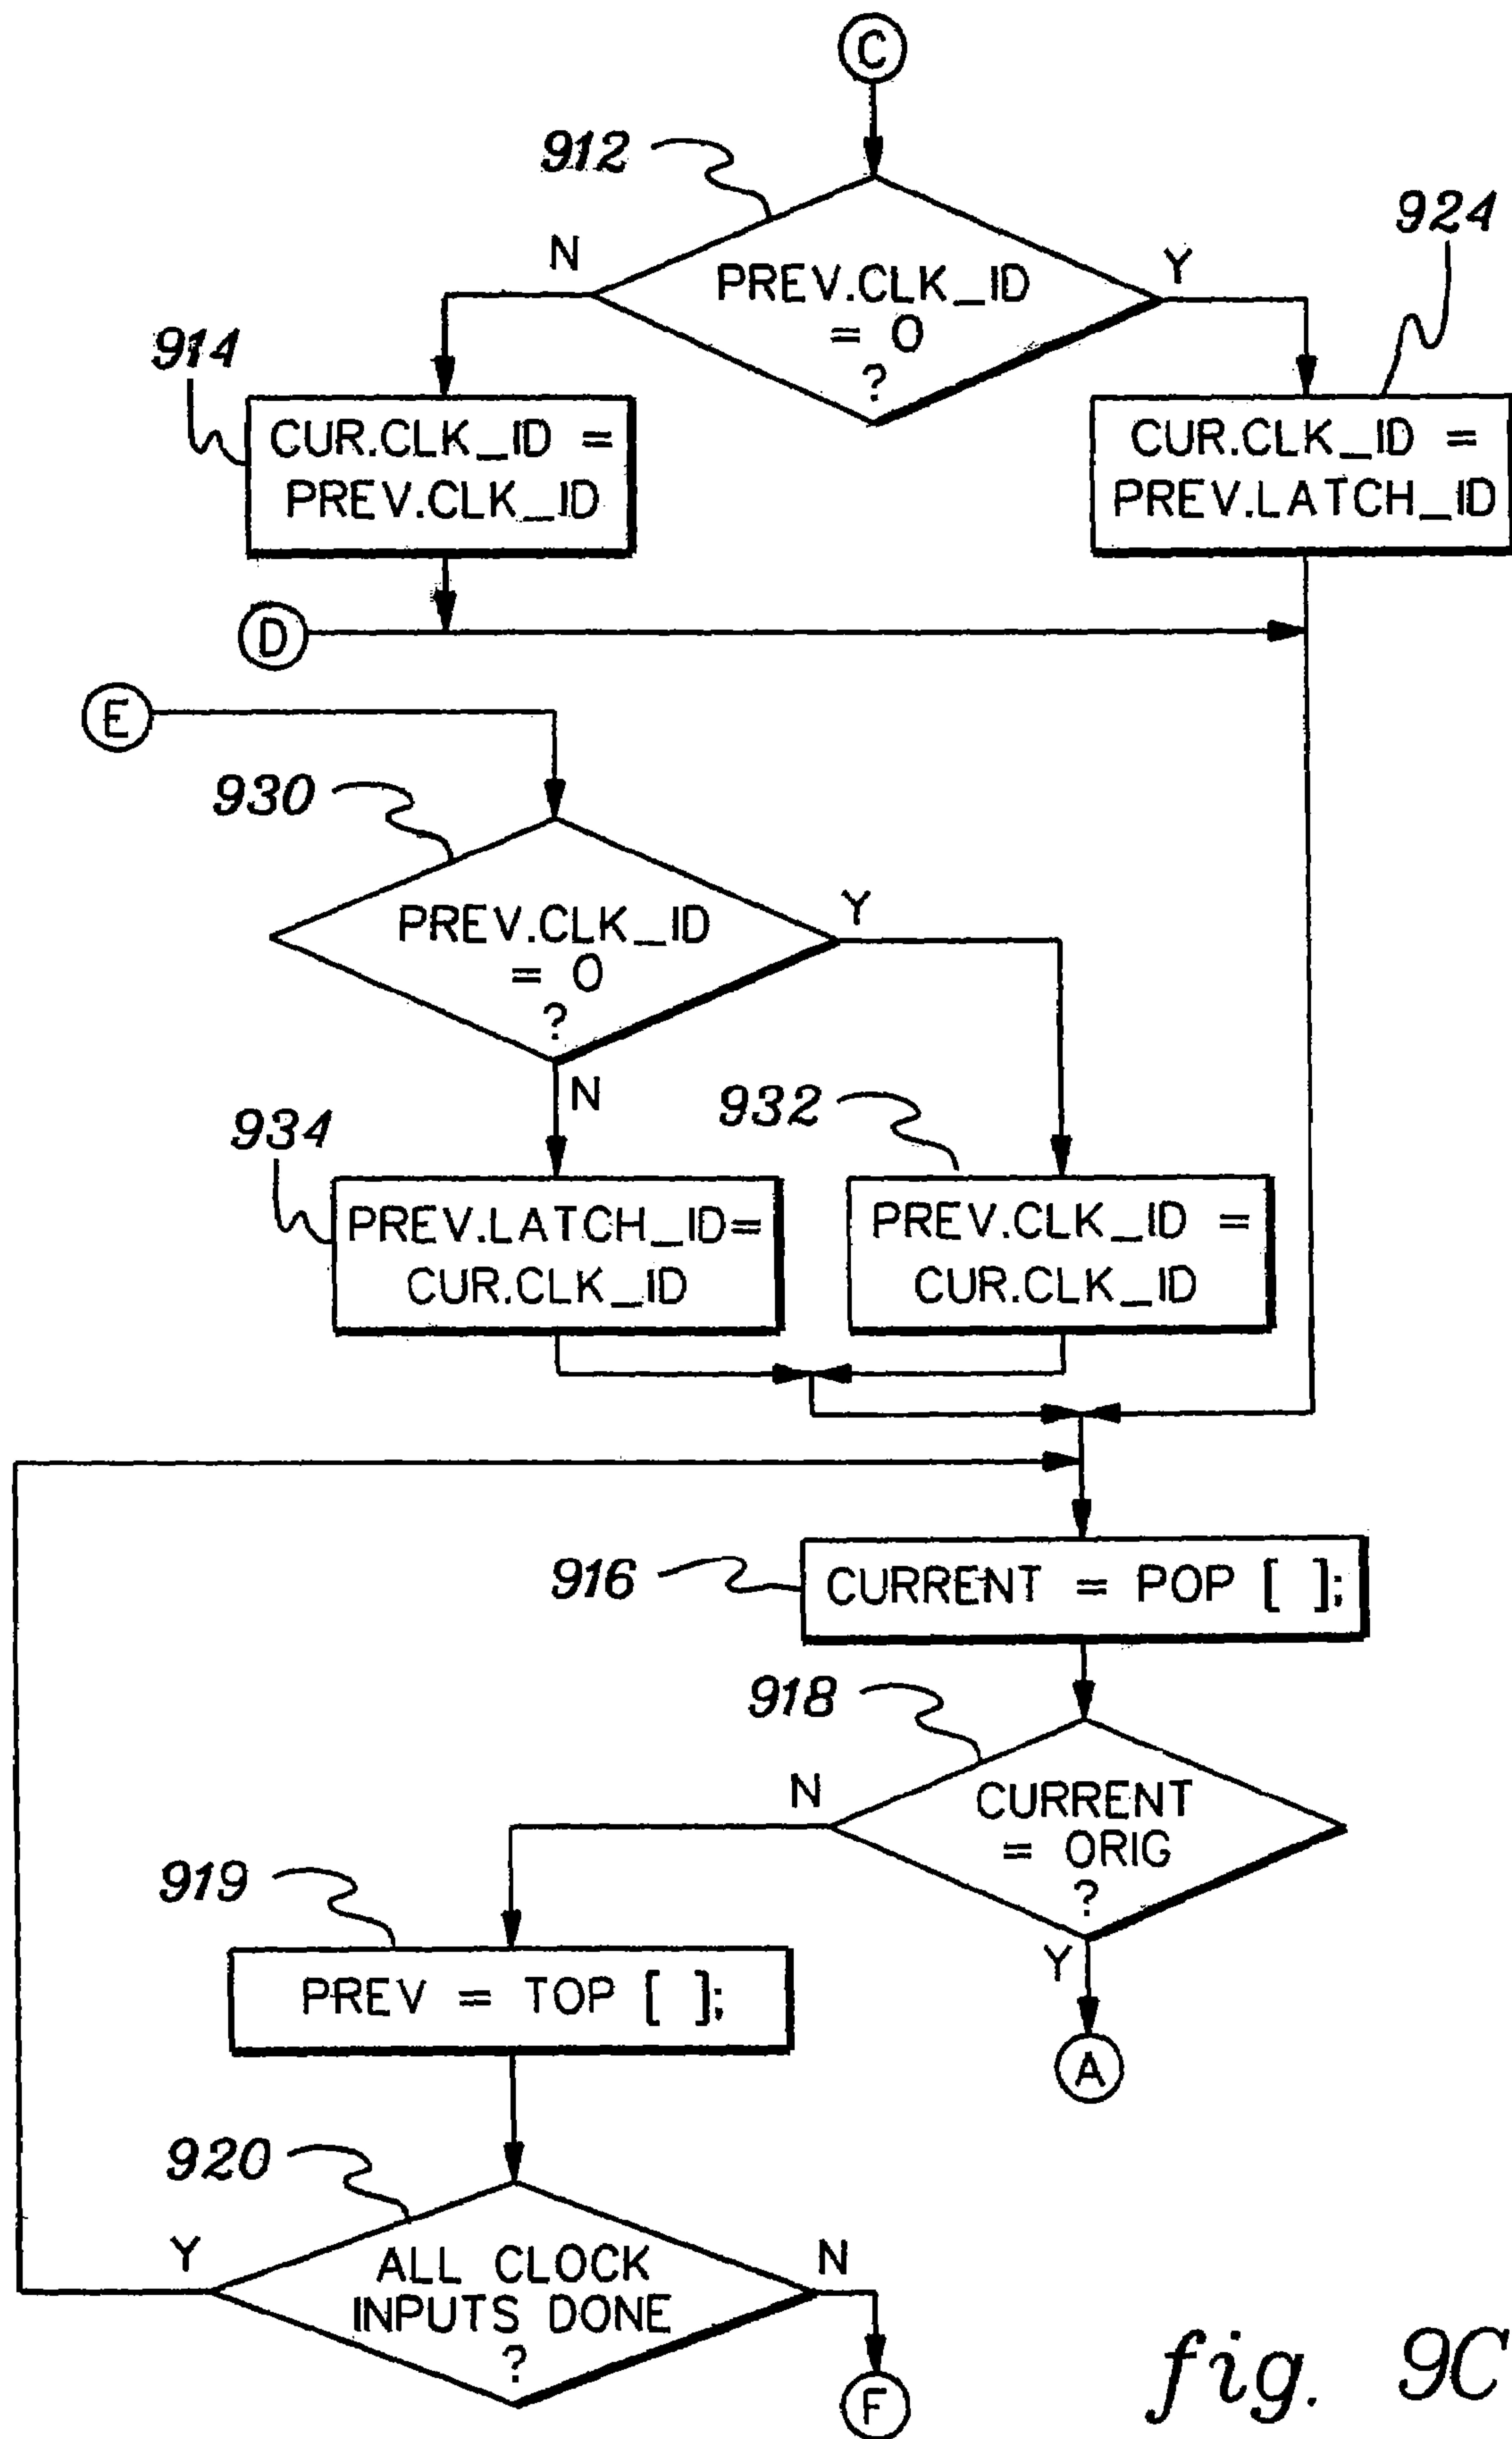 C
912
924
N
Y
PREV.CLK_ID
= 0
?
914
CUR.CLK_ID =
PREV.CLK_ID
CUR.CLK_ID =
PREV.LATCH_ID
D
E
930
PREV.CLK_ID
= 0
?
Y
N
934
932
PREV.LATCH_ID=
CUR.CLK_ID
PREV.CLK_ID =
CUR.CLK_ID
916
CURRENT = POP [ ];
918
N
CURRENT
= ORIG
?
Y
919
PREV = TOP [ ];
A
920
Y
ALL CLOCK
INPUTS DONE
?
N
F
fig. 9C